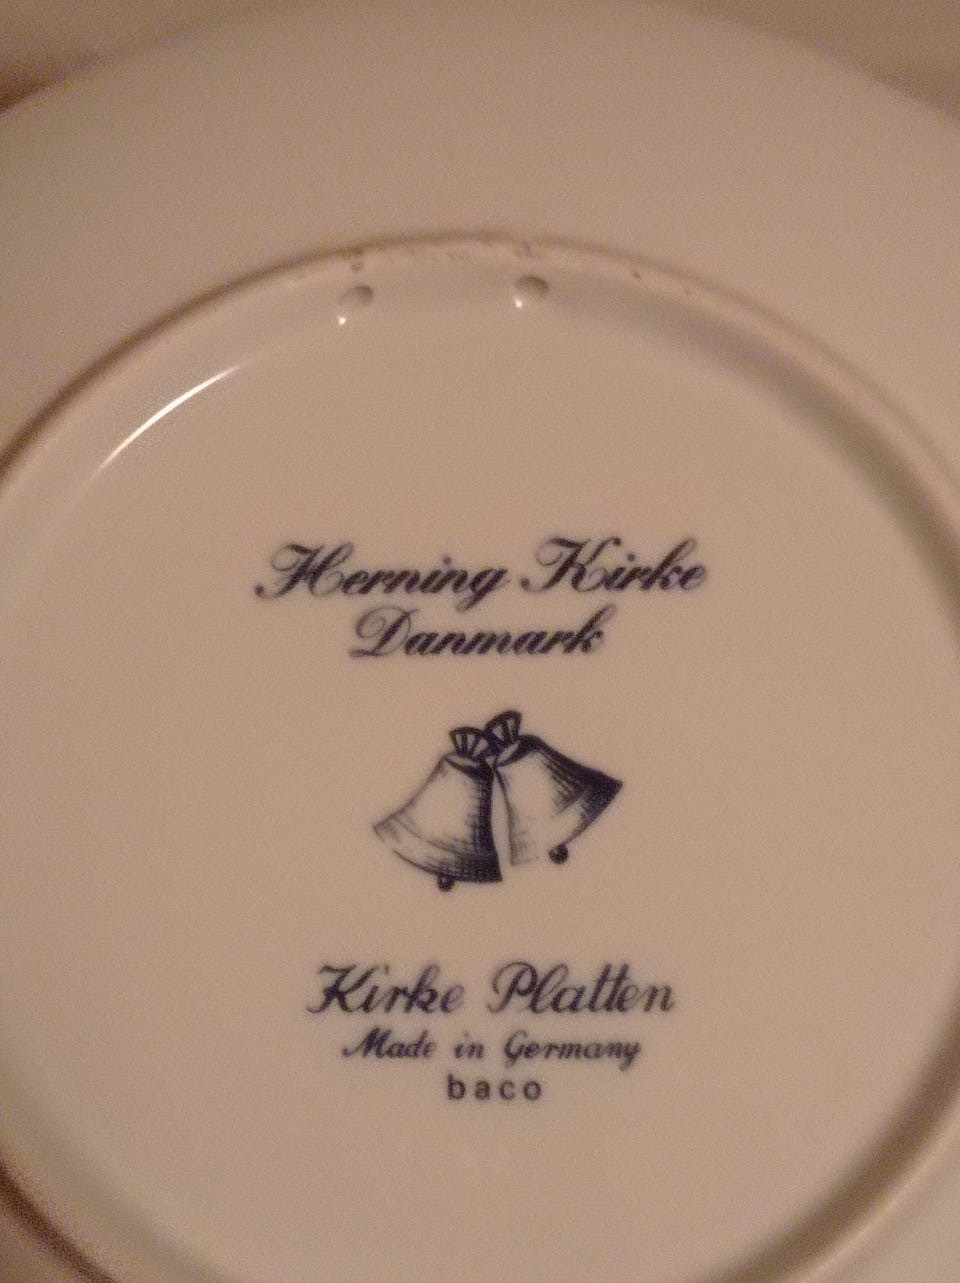 Herning Kirke
Danmark
Kirke Platten
Made in Germany
baco